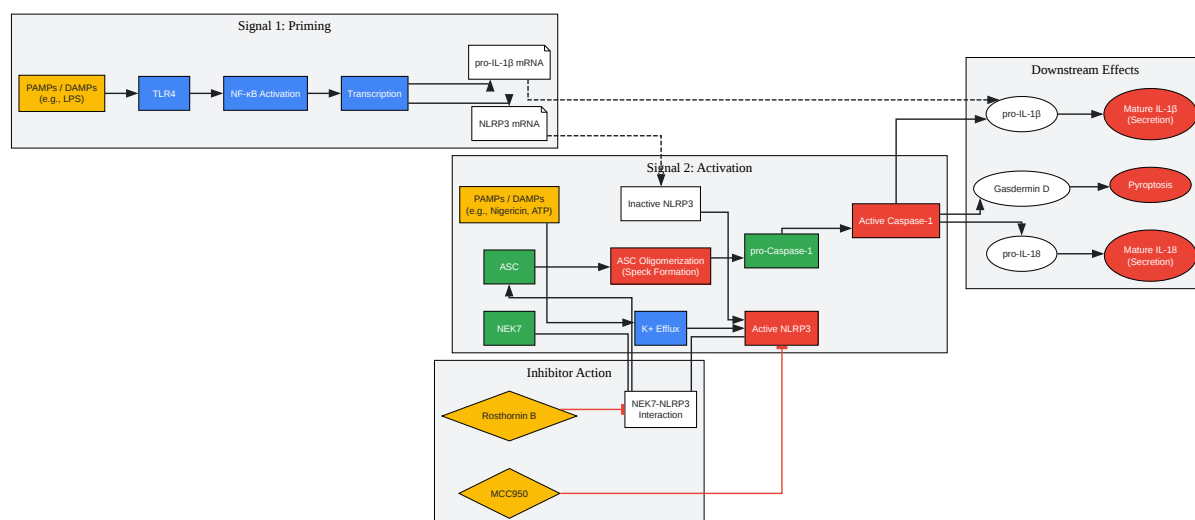 Signal 1: Priming
pro-IL-1β mRNA
PAMPs / DAMPs
(e.g., LPS)
TLR4
NF-κB Activation
Transcription
NLRP3 mRNA
Downstream Effects
pro-IL-1β
Mature IL-1β
(Secretion)
Gasdermin D
Pyroptosis
pro-IL-18
Mature IL-18
(Secretion)
Signal 2: Activation
PAMPs / DAMPs
(e.g., Nigericin, ATP)
Inactive NLRP3
Active Caspase-1
ASC
ASC Oligomerization
(Speck Formation)
pro-Caspase-1
NEK7
K+ Efflux
Active NLRP3
Inhibitor Action
Rosthornin B
NEK7-NLRP3
Interaction
MCC950